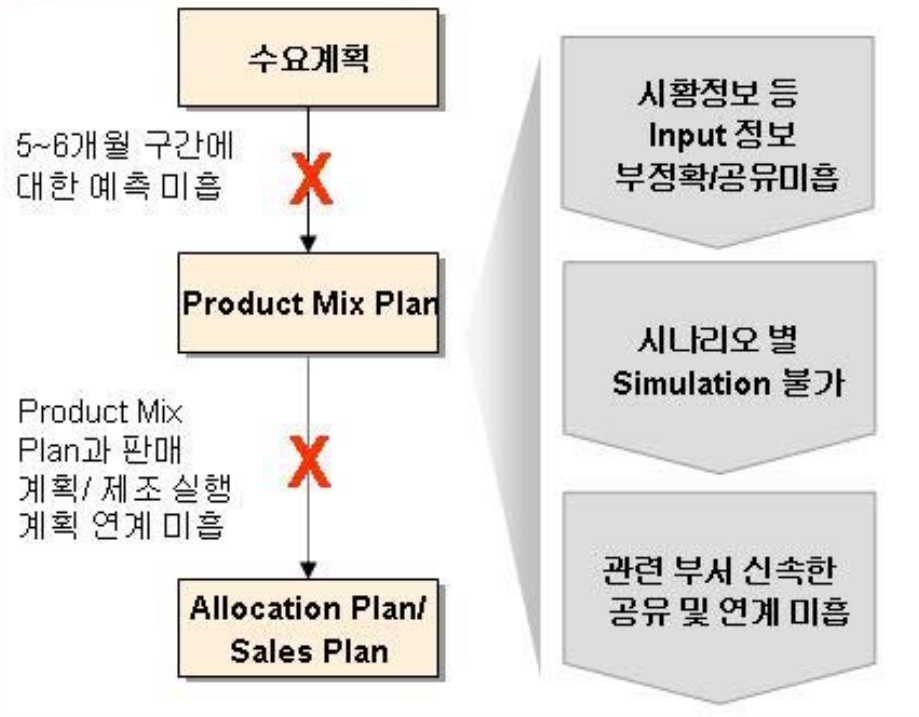 수요계획
5~6개월 구간에
대한 예측 미흡
X
Product Mix Plan
Product Mix
Plan과 판매
계획/ 제조 실행
계획 연계 미흡
X
Allocation Plan/
Sales Plan
시황정보 등
Input 정보
부정확/공유미흡
시나리오 별
Simulation 불가
관련 부서 신속한
공유 및 연계 미흡